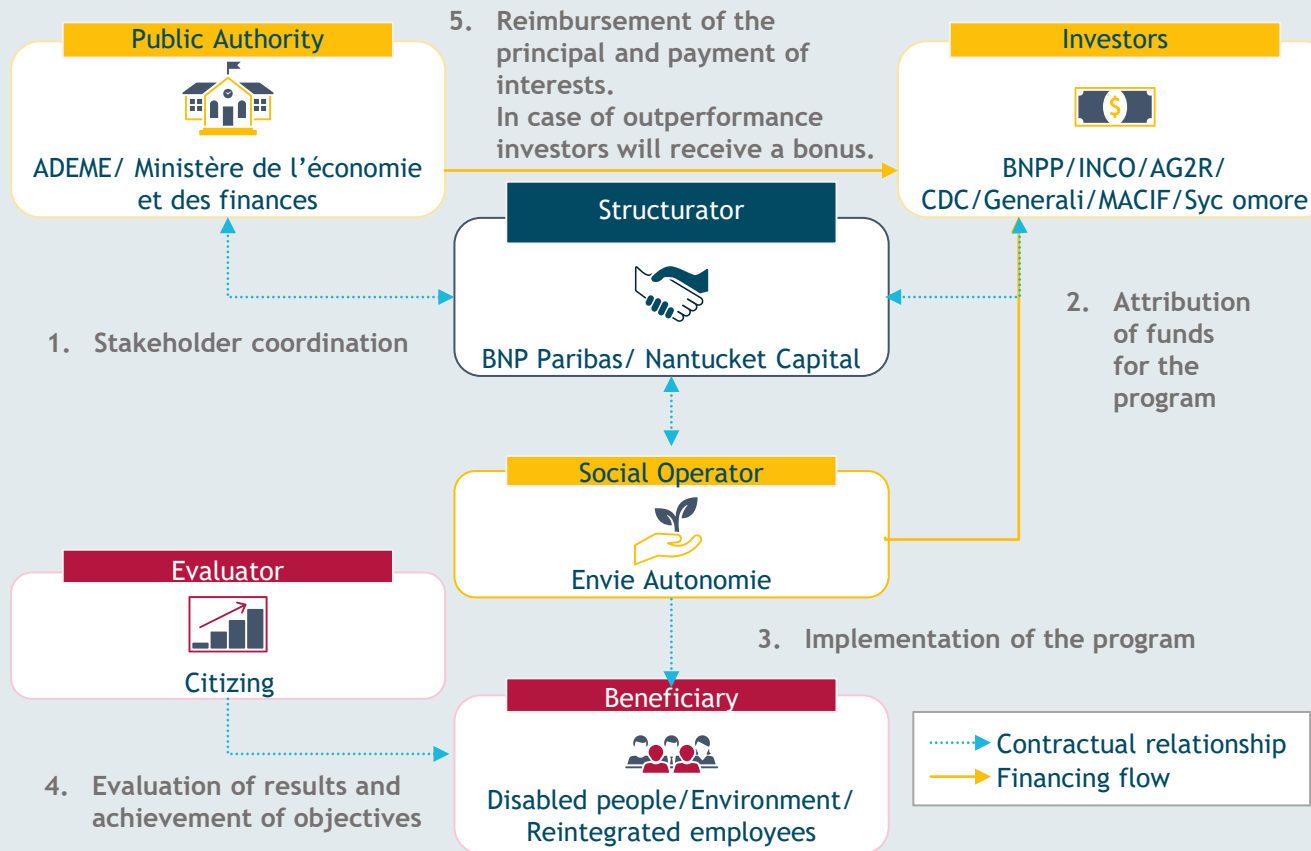 Public Authority
ADEME/ Ministère de l’économie
et des finances
5. Reimbursement of the
principal and payment of
interests.
In case of outperformance
investors will receive a bonus.
Investors
$
BNPP/INCO/AG2R/
CDC/Generali/MACIF/Syc omore
Structurator
BNP Paribas/ Nantucket Capital
1. Stakeholder coordination
2. Attribution
of funds
for the
program
Social Operator
Envie Autonomie
Evaluator
Citizing
3. Implementation of the program
Beneficiary
Disabled people/Environment/
Reintegrated employees
4. Evaluation of results and
achievement of objectives
Contractual relationship
Financing flow